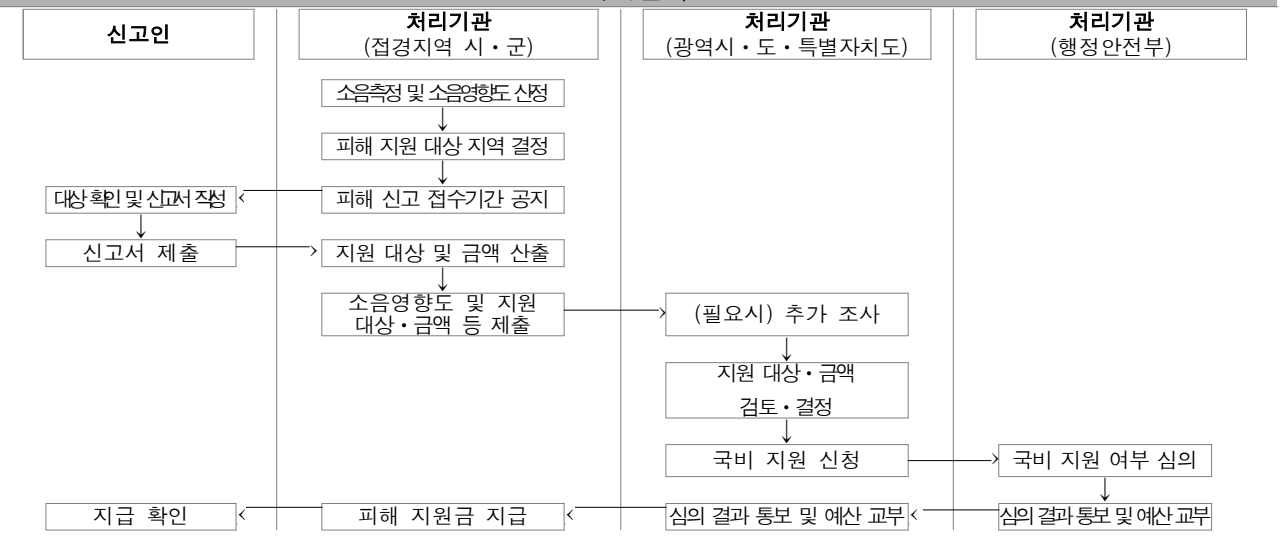 신고인
처리기관
(접경지역 시・군)
처리기관
(광역시・도・특별자치도)
처리기관
(행정안전부)
소음측정 및 소음영향도 산정
피해 지원 대상 지역 결정
대상 확인 및 신고서 작성
피해 신고 접수기간 공지
신고서 제출
지원 대상 및 금액 산출
소음영향도 및 지원
대상・금액 등 제출
(필요시) 추가 조사
지원 대상・금액
검토・결정
국비 지원 신청
국비 지원 여부 심의
지급 확인
피해 지원금 지급
심의 결과 통보 및 예산 교부
심의 결과 통보 및 예산 교부